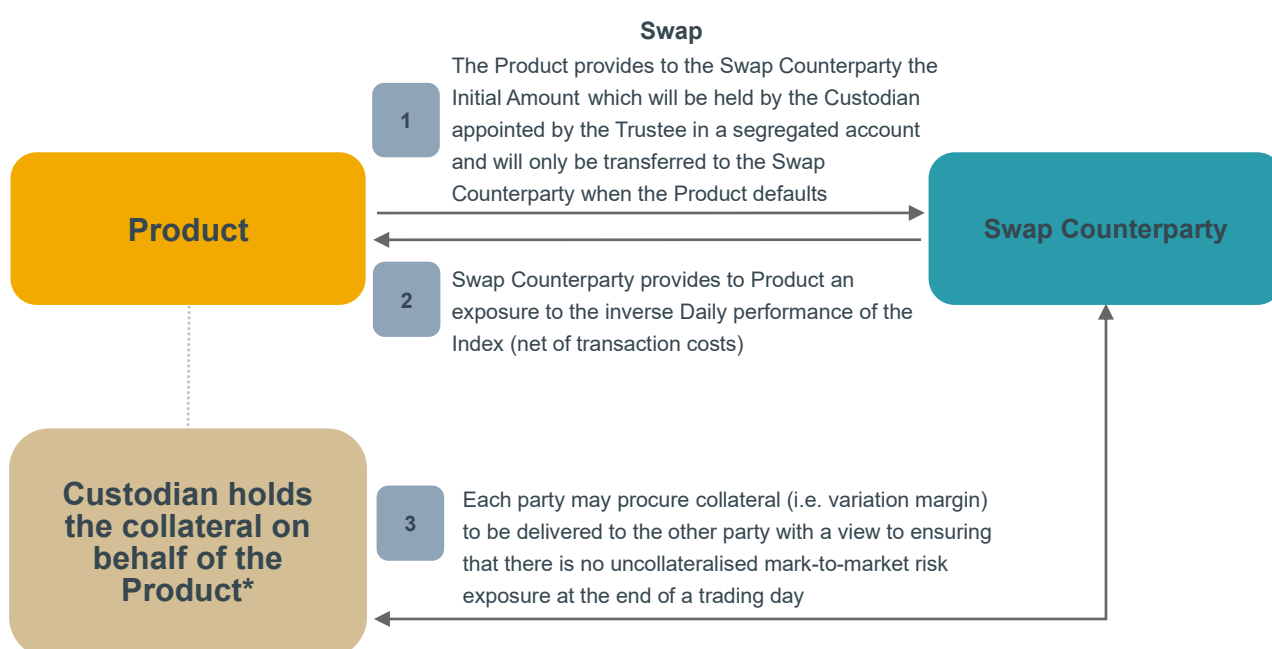 Swap
The Product provides to the Swap Counterparty the
Initial Amount which will be held by the Custodian
appointed by the Trustee in a segregated account
and will only be transferred to the Swap
Counterparty when the Product defaults
1
Product
Swap Counterparty
2
Swap Counterparty provides to Product an
exposure to the inverse Daily performance of the
Index (net of transaction costs)
Custodian holds
the collateral on
behalf of the
Product*
3
Each party may procure collateral (i.e. variation margin)
to be delivered to the other party with a view to ensuring
that there is no uncollateralised mark-to-market risk
exposure at the end of a trading day